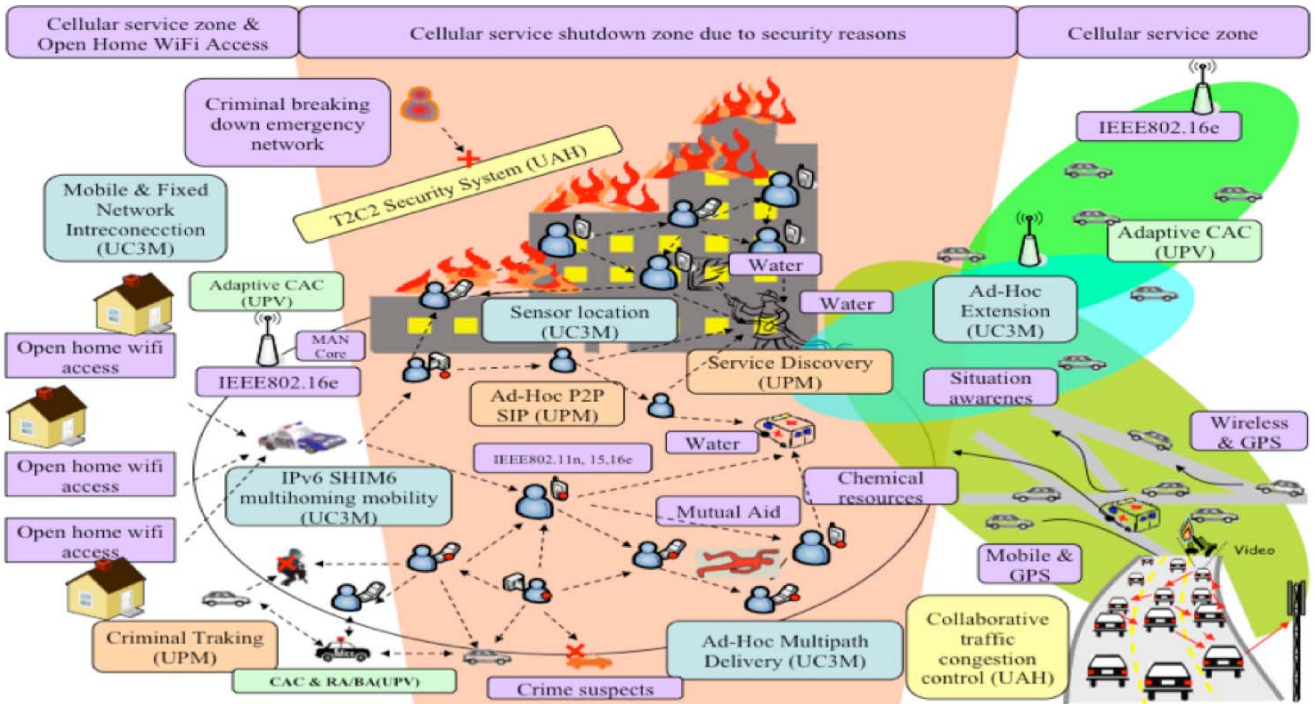 Cellular service zone &
Open Home WiFi Access
Cellular service shutdown zone due to security reasons
Cellular service zone
Criminal breaking
down emergency
network
T2C2 Security System (UAH)
IEEE802.16e
Mobile & Fixed
Network
Intreconecction
(UC3M)
Adaptive CAC
(UPV)
Adaptive CAC
(UPV)
Water
Water
Ad-Hoc
Extension
(UC3M)
Sensor location
(UC3M)
Open home wifi
access
MAN
Core
IEEE802.16e
Service Discovery
(UPM)
Ad-Hoc P2P
SIP (UPM)
Situation
awarenes
Wireless
& GPS
Water
Open home wifi
access
IEEE802.11n, 15,16e
IPv6 SHIM6
multihoming mobility
(UC3M)
Chemical
resources
Mutual Aid
Open home wifi
access
Mobile &
GPS
Video
Criminal Traking
(UPM)
Ad-Hoc Multipath
Delivery (UC3M)
Collaborative
traffic
congestion
control (UAH)
CAC & RA/BA(UPV)
Crime suspects